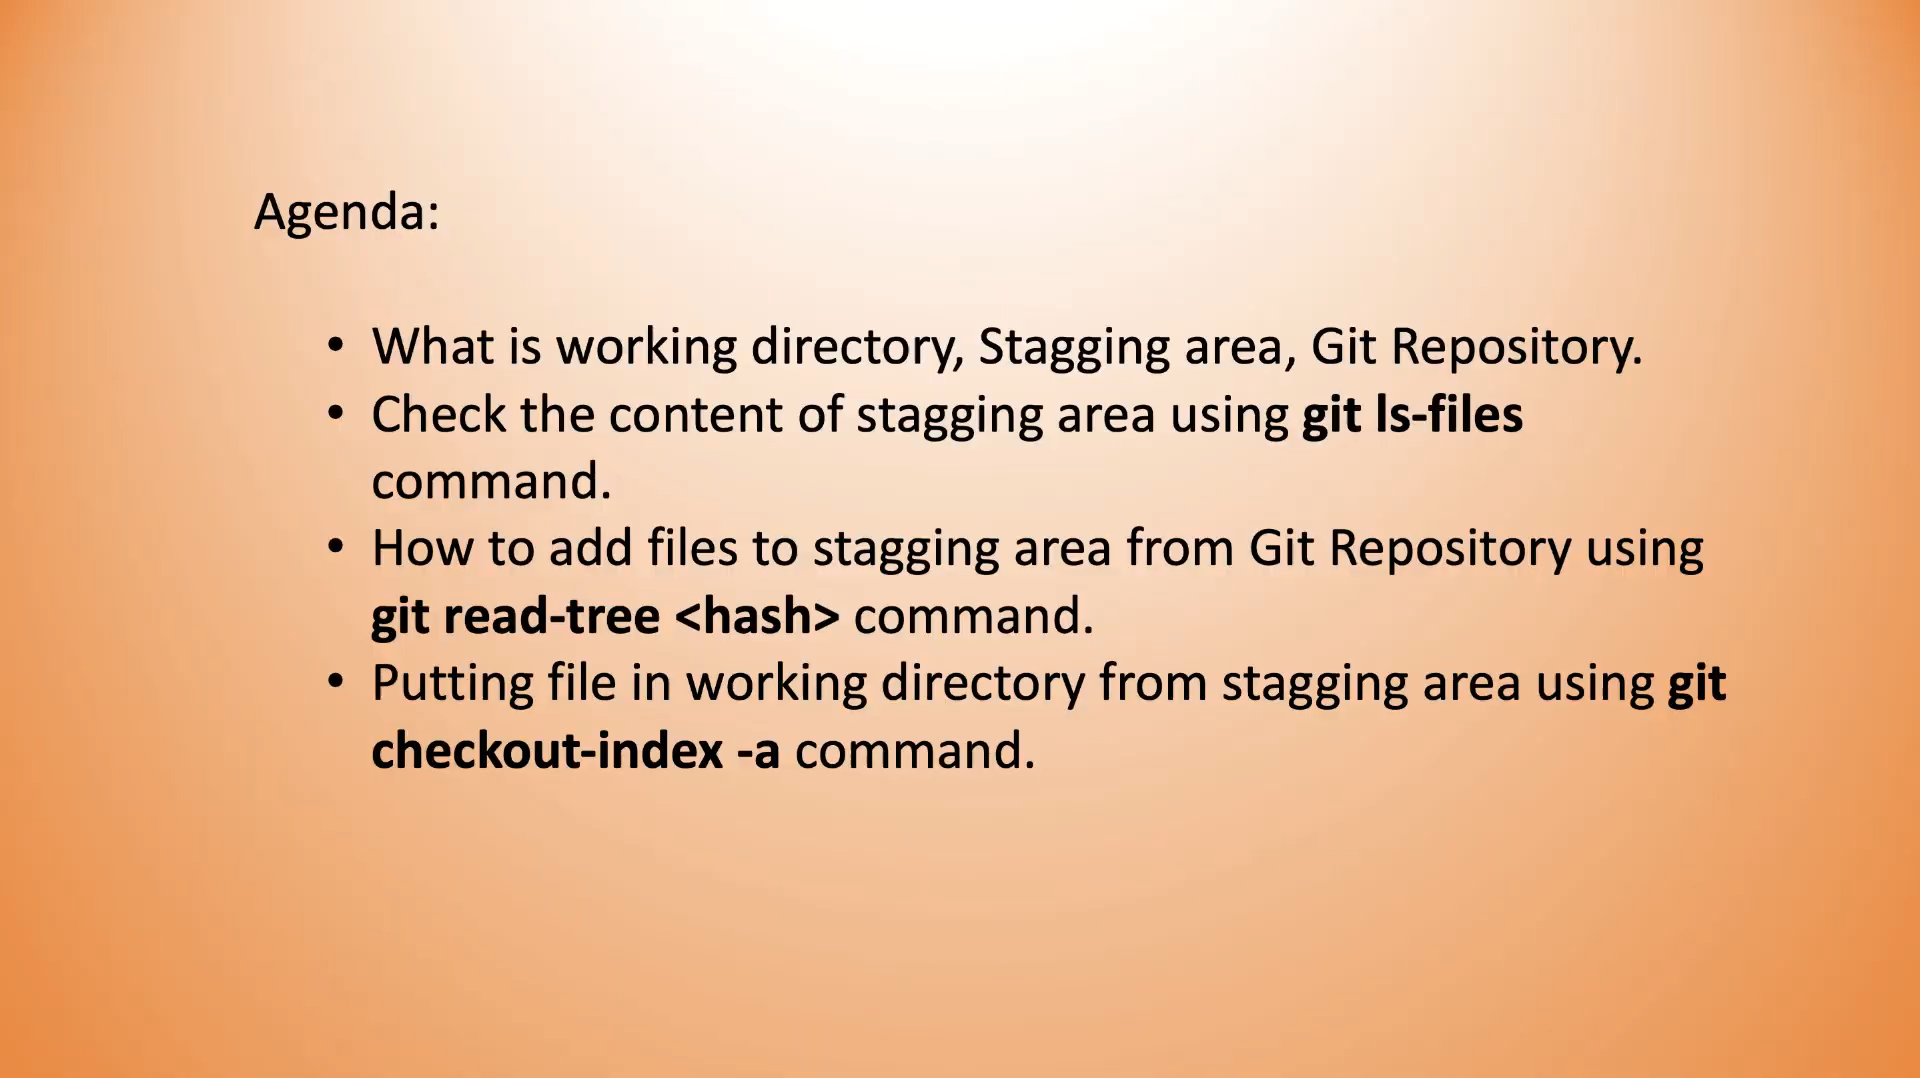 Agenda:
• What is working directory, Stagging area, Git Repository.
• Check the content of stagging area using git ls-files
command.
• How to add files to stagging area from Git Repository using
git read-tree <hash> command.
• Putting file in working directory from stagging area using git
checkout-index -a command.